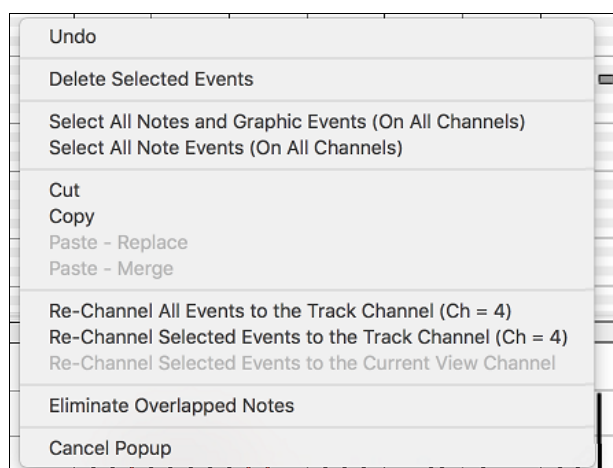 Undo
Delete Selected Events
Select All Notes and Graphic Events (On All Channels)
Select All Note Events (On All Channels)
Cut
Copy
Paste - Replace
Paste - Merge
Re-Channel All Events to the Track Channel (Ch = 4)
Re-Channel Selected Events to the Track Channel (Ch = 4)
Re-Channel Selected Events to the Current View Channel
Eliminate Overlapped Notes
Cancel Popup